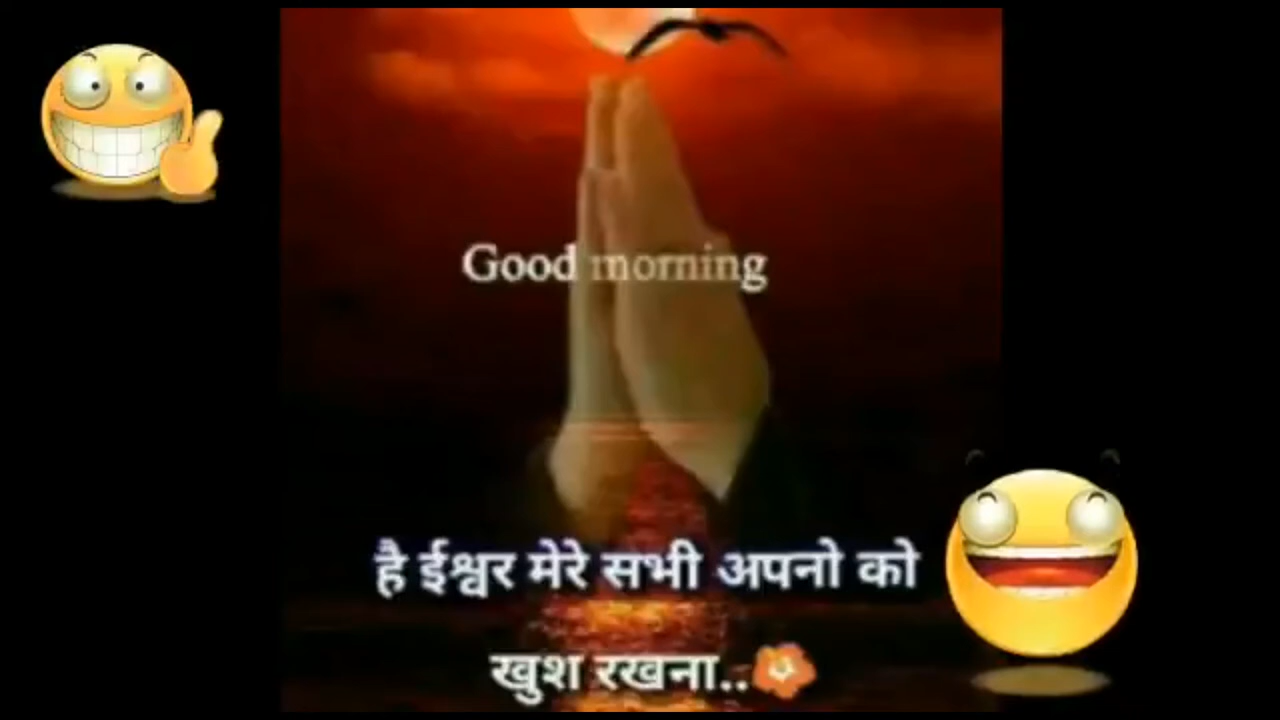 Good morning
है ईश्वर मेरे सभी अपनो को
खुश रखना..